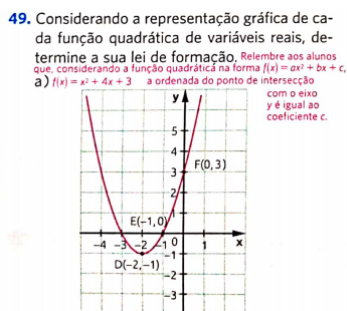 49. Considerando a representação gráfica de ca-
da função quadrática de variáveis reais, de-
termine a sua lei de formação. Relembre aos alunos
que, considerando a função quadrática na forma f(x) = ax² + bx + c,
a) f(x) = x² + 4x + 3 a ordenada do ponto de intersecção
com o eixo
y é igual ao
coeficiente c.
y
5
4
3 F(0, 3)
2
E(−1, 0) 1
−4 −3 −2 −1 0 1 x
D(−2, −1) −1
−2
−3